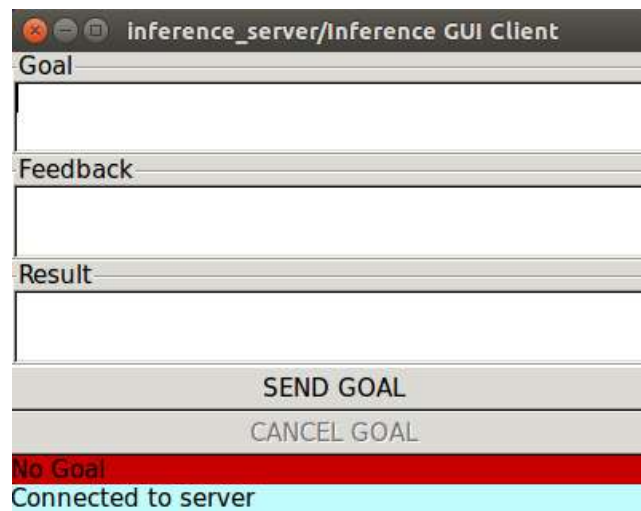 inference_server/Inference GUI Client
Goal
Feedback
Result
SEND GOAL
CANCEL GOAL
No Goal
Connected to server